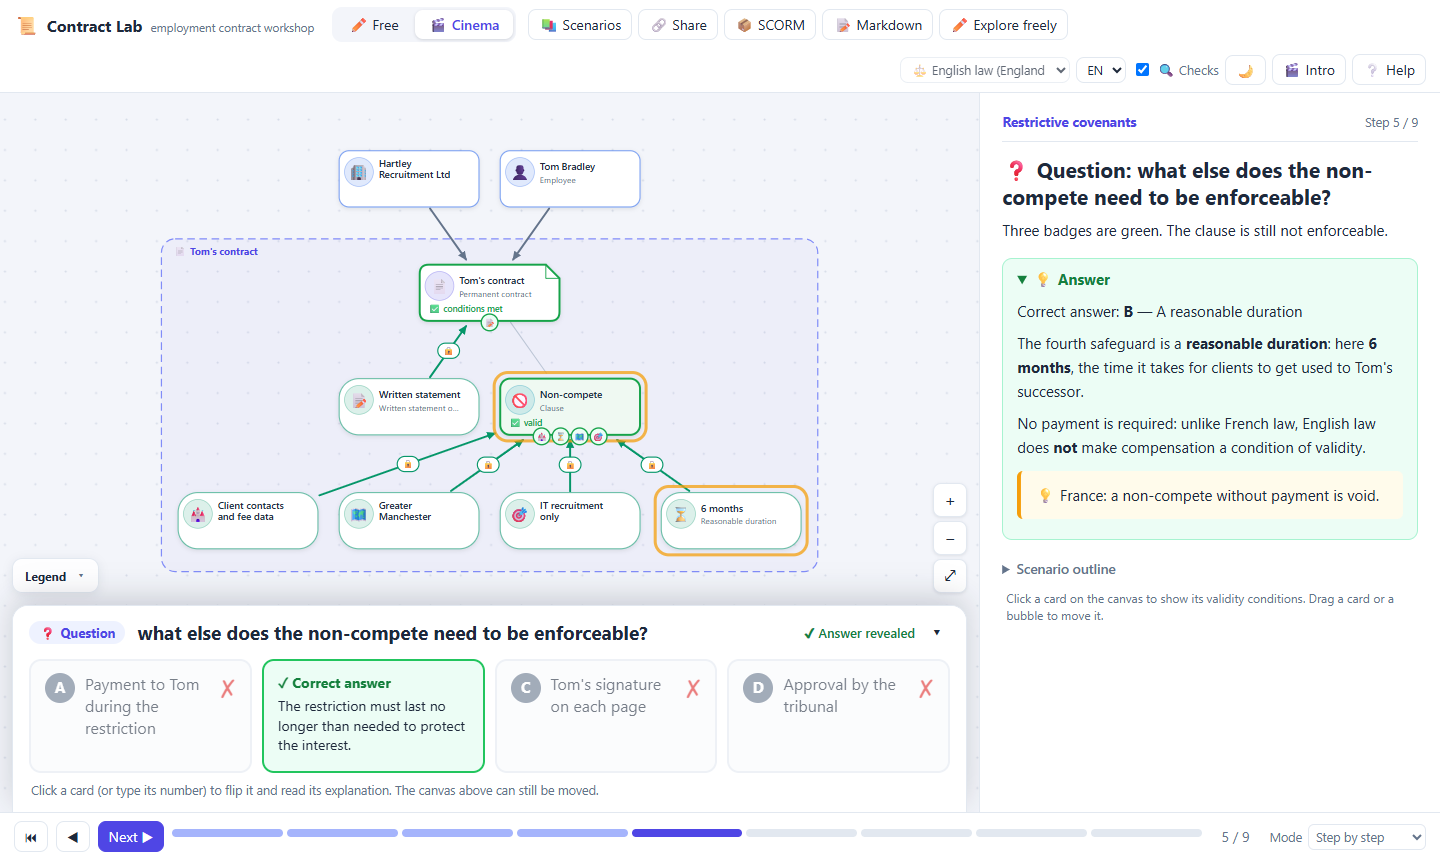 Contract Lab employment contract workshop
Free
Cinema
Scenarios
Share
SCORM
Markdown
Explore freely
English law (England
EN
Checks
Intro
Help
Hartley
Recruitment Ltd
Tom Bradley
Employee
Tom's contract
Tom's contract
Permanent contract
conditions met
Written statement
Written statement o...
Non-compete
Clause
valid
Client contacts
and fee data
Greater
Manchester
IT recruitment
only
6 months
Reasonable duration
+
−
Legend
Question
what else does the non-compete need to be enforceable?
✓ Answer revealed
A
Payment to Tom
during the
restriction
✓ Correct answer
The restriction must last no
longer than needed to protect
the interest.
C
Tom's signature
on each page
D
Approval by the
tribunal
Click a card (or type its number) to flip it and read its explanation. The canvas above can still be moved.
Restrictive covenants
Step 5 / 9
Question: what else does the non-
compete need to be enforceable?
Three badges are green. The clause is still not enforceable.
Answer
Correct answer: B — A reasonable duration
The fourth safeguard is a reasonable duration: here 6
months, the time it takes for clients to get used to Tom's
successor.
No payment is required: unlike French law, English law
does not make compensation a condition of validity.
France: a non-compete without payment is void.
Scenario outline
Click a card on the canvas to show its validity conditions. Drag a card or a
bubble to move it.
Next
5 / 9
Mode
Step by step